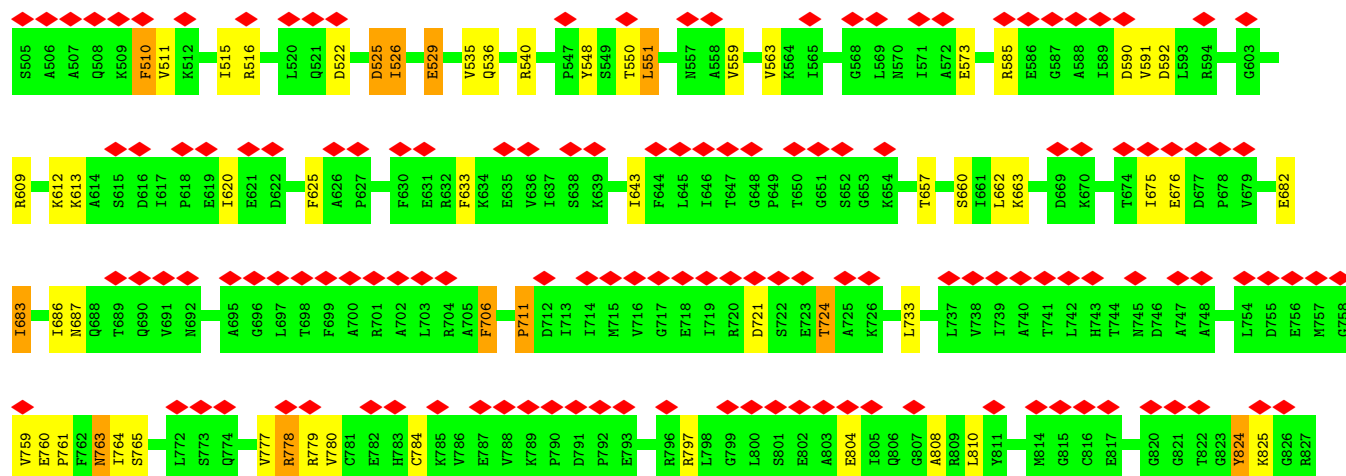 S505 A506 A507 Q508 K509 F510 V511 K512 I515 R516 L520 Q521 D522 D525 I526 E529 V535 Q536 R540 P547 Y548 S549 T550 L551 N557 A558 V559 V563 K564 I565 G568 L569 N570 I571 A572 E573 R585 E586 G587 A588 I589 D590 V591 D592 L593 R594 G603
R609 K612 K613 A614 S615 D616 I617 P618 E619 I620 E621 D622 F625 A626 P627 F630 E631 R632 F633 K634 E635 V636 I637 S638 K639 I643 F644 L645 I646 T647 G648 P649 T650 G651 S652 G653 K654 T657 S660 I661 L662 K663 D669 K670 T674 I675 E676 D677 P678 V679 E682
I683 I686 N687 Q688 I689 Q690 V691 N692 A695 G696 L697 T698 F699 A700 R701 A702 L703 R704 A705 F706 P711 D712 I713 I714 M715 V716 G717 E718 I719 R720 D721 S722 E723 T724 A725 K726 L733 L737 V738 I739 A740 T741 L742 H743 T744 N745 D746 A747 A748 L754 D755 E756 M757 G758
V759 E760 P761 F762 N763 I764 S765 L772 S773 Q774 V777 R778 R779 V780 C781 E782 H783 C784 K785 V786 E787 V788 K789 P790 D791 P792 E793 R796 R797 L798 G799 L800 S801 E802 A803 E804 I805 Q806 G807 A808 R809 L810 Y811 M814 G815 C816 E817 G820 G821 T822 G823 Y824 K825 G826 R827